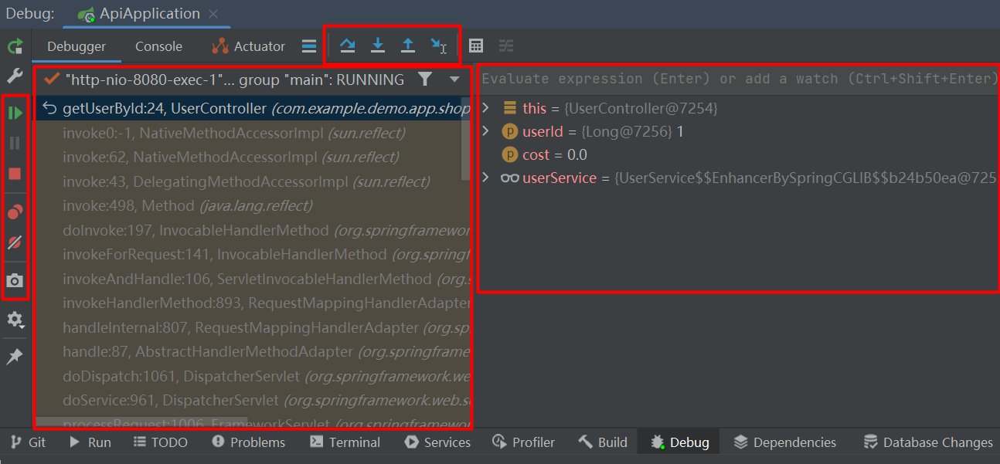 Debug: ApiApplication
Debugger Console Actuator
"http-nio-8080-exec-1"... group "main": RUNNING
getUserById:24, UserController (com.example.demo.app.shop
invoke0:-1, NativeMethodAccessorImpl (sun.reflect)
invoke:62, NativeMethodAccessorImpl (sun.reflect)
invoke:43, DelegatingMethodAccessorImpl (sun.reflect)
invoke:498, Method (java.lang.reflect)
doInvoke:197, InvocableHandlerMethod (org.springframewor
invokeForRequest:141, InvocableHandlerMethod (org.springf
invokeAndHandle:106, ServletInvocableHandlerMethod (org.s
invokeHandlerMethod:893, RequestMappingHandlerAdapter
handleInternal:807, RequestMappingHandlerAdapter (org.sp
handle:87, AbstractHandlerMethodAdapter (org.springframe
doDispatch:1061, DispatcherServlet (org.springframework.we
doService:961, DispatcherServlet (org.springframework.web.s
processRequest:1006, FrameworkServlet (org.springframewor
Evaluate expression (Enter) or add a watch (Ctrl+Shift+Enter)
this = {UserController@7254}
p userId = {Long@7256} 1
p cost = 0.0
userService = {UserService$$EnhancerBySpringCGLIB$$b24b50ea@725
Git Run TODO Problems Terminal Services Profiler Build Debug Dependencies Database Changes